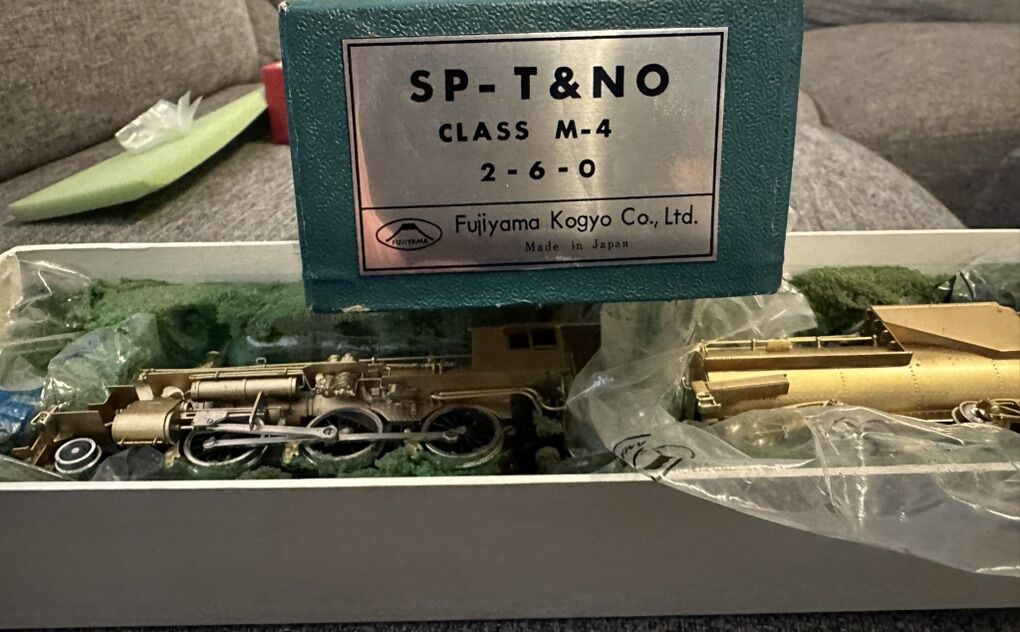 SP-T&NO
CLASS M-4
2-6-0
FUJIYAMA
Fujiyama Kogyo Co., Ltd.
Made in Japan